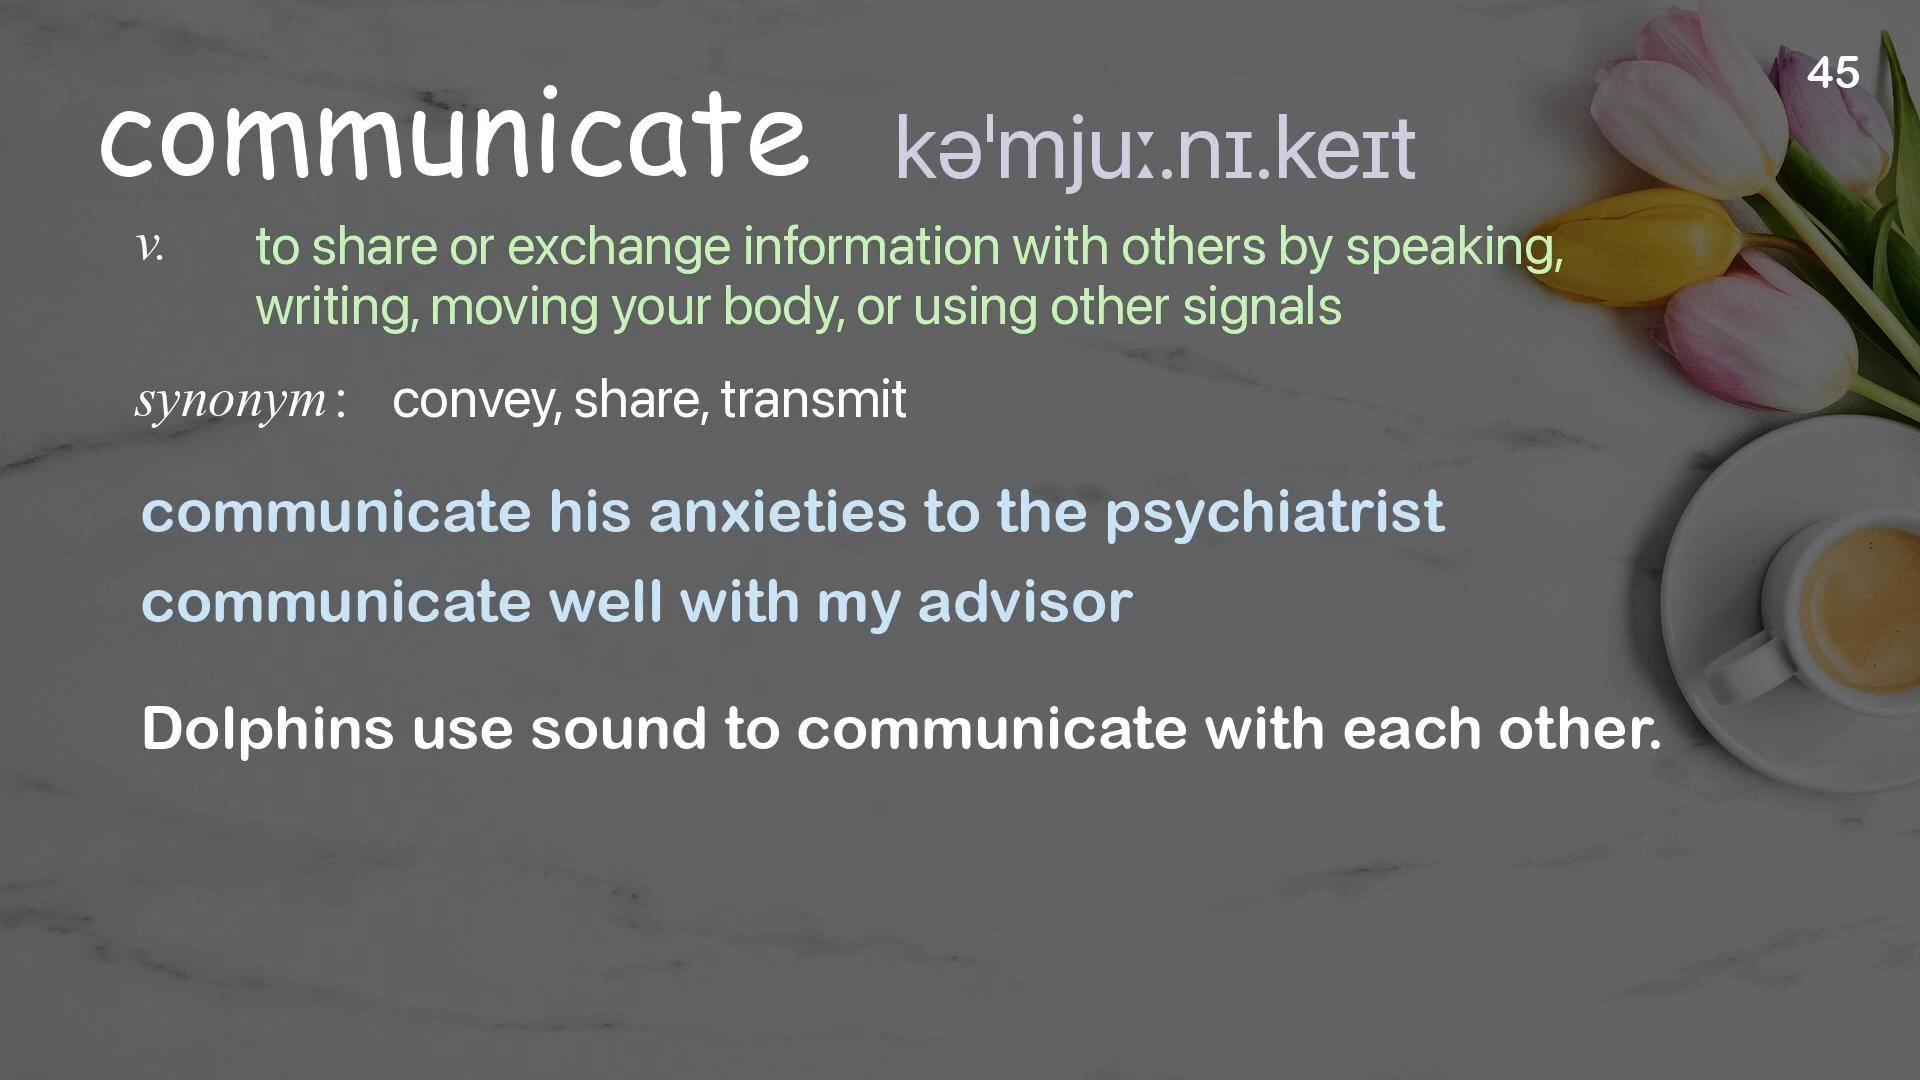 45
communicate kəˈmjuː.nɪ.keɪt
v. to share or exchange information with others by speaking,
writing, moving your body, or using other signals
synonym : convey, share, transmit
communicate his anxieties to the psychiatrist
communicate well with my advisor
Dolphins use sound to communicate with each other.